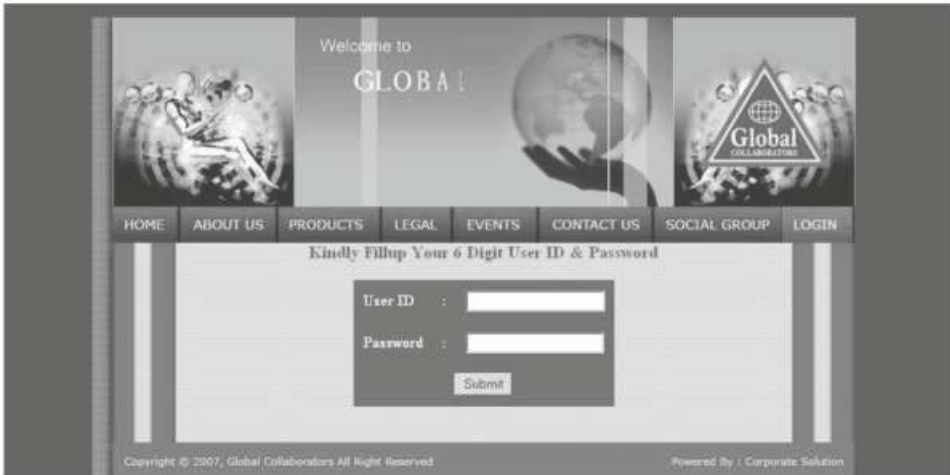 Welcome to
GLOBAL
Global
COLLABORATORS
HOME ABOUT US PRODUCTS LEGAL EVENTS CONTACT US SOCIAL GROUP LOGIN
Kindly Fillup Your 6 Digit User ID & Password
User ID :
Password :
Submit
Copyright © 2007, Global Collaborators All Right Reserved Powered By : Corporate Solution